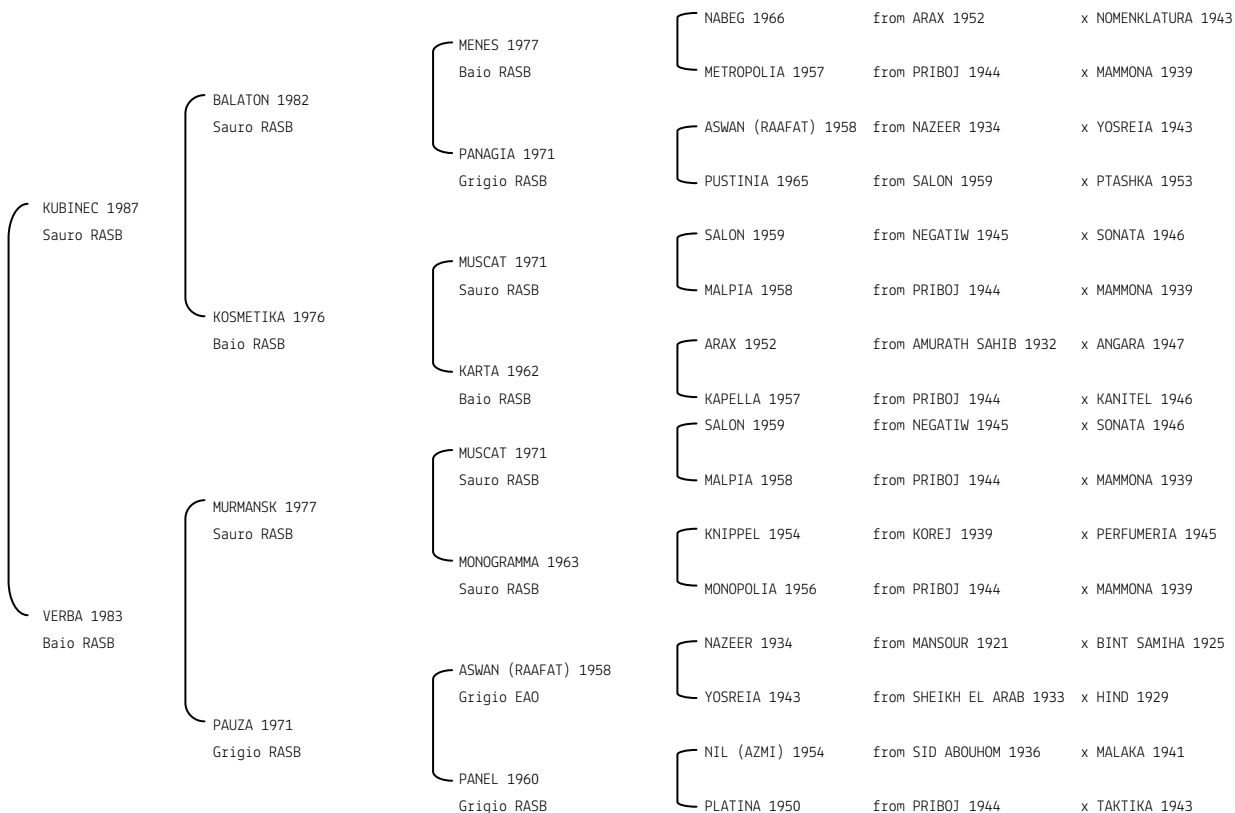 NABEG 1966 from ARAX 1952 x NOMENKLATURA 1943
MENES 1977
Baio RASB
METROPOLIA 1957 from PRIBOJ 1944 x MAMMONA 1939
BALATON 1982
Sauro RASB
ASWAN (RAAFAT) 1958 from NAZEER 1934 x YOSREIA 1943
PANAGIA 1971
Grigio RASB
PUSTINIA 1965 from SALON 1959 x PTASHKA 1953
KUBINEC 1987
Sauro RASB
SALON 1959 from NEGATIW 1945 x SONATA 1946
MUSCAT 1971
Sauro RASB
MALPIA 1958 from PRIBOJ 1944 x MAMMONA 1939
KOSMETIKA 1976
Baio RASB
ARAX 1952 from AMURATH SAHIB 1932 x ANGARA 1947
KARTA 1962
Baio RASB
KAPELLA 1957 from PRIBOJ 1944 x KANITEL 1946
SALON 1959 from NEGATIW 1945 x SONATA 1946
MUSCAT 1971
Sauro RASB
MALPIA 1958 from PRIBOJ 1944 x MAMMONA 1939
MURMANSK 1977
Sauro RASB
KNIPPEL 1954 from KOREJ 1939 x PERFUMERIA 1945
MONOGRAMMA 1963
Sauro RASB
MONOPOLIA 1956 from PRIBOJ 1944 x MAMMONA 1939
VERBA 1983
Baio RASB
NAZEER 1934 from MANSOUR 1921 x BINT SAMIHA 1925
ASWAN (RAAFAT) 1958
Grigio EAO
YOSREIA 1943 from SHEIKH EL ARAB 1933 x HIND 1929
PAUZA 1971
Grigio RASB
NIL (AZMI) 1954 from SID ABOUHOM 1936 x MALAKA 1941
PANEL 1960
Grigio RASB
PLATINA 1950 from PRIBOJ 1944 x TAKTIKA 1943